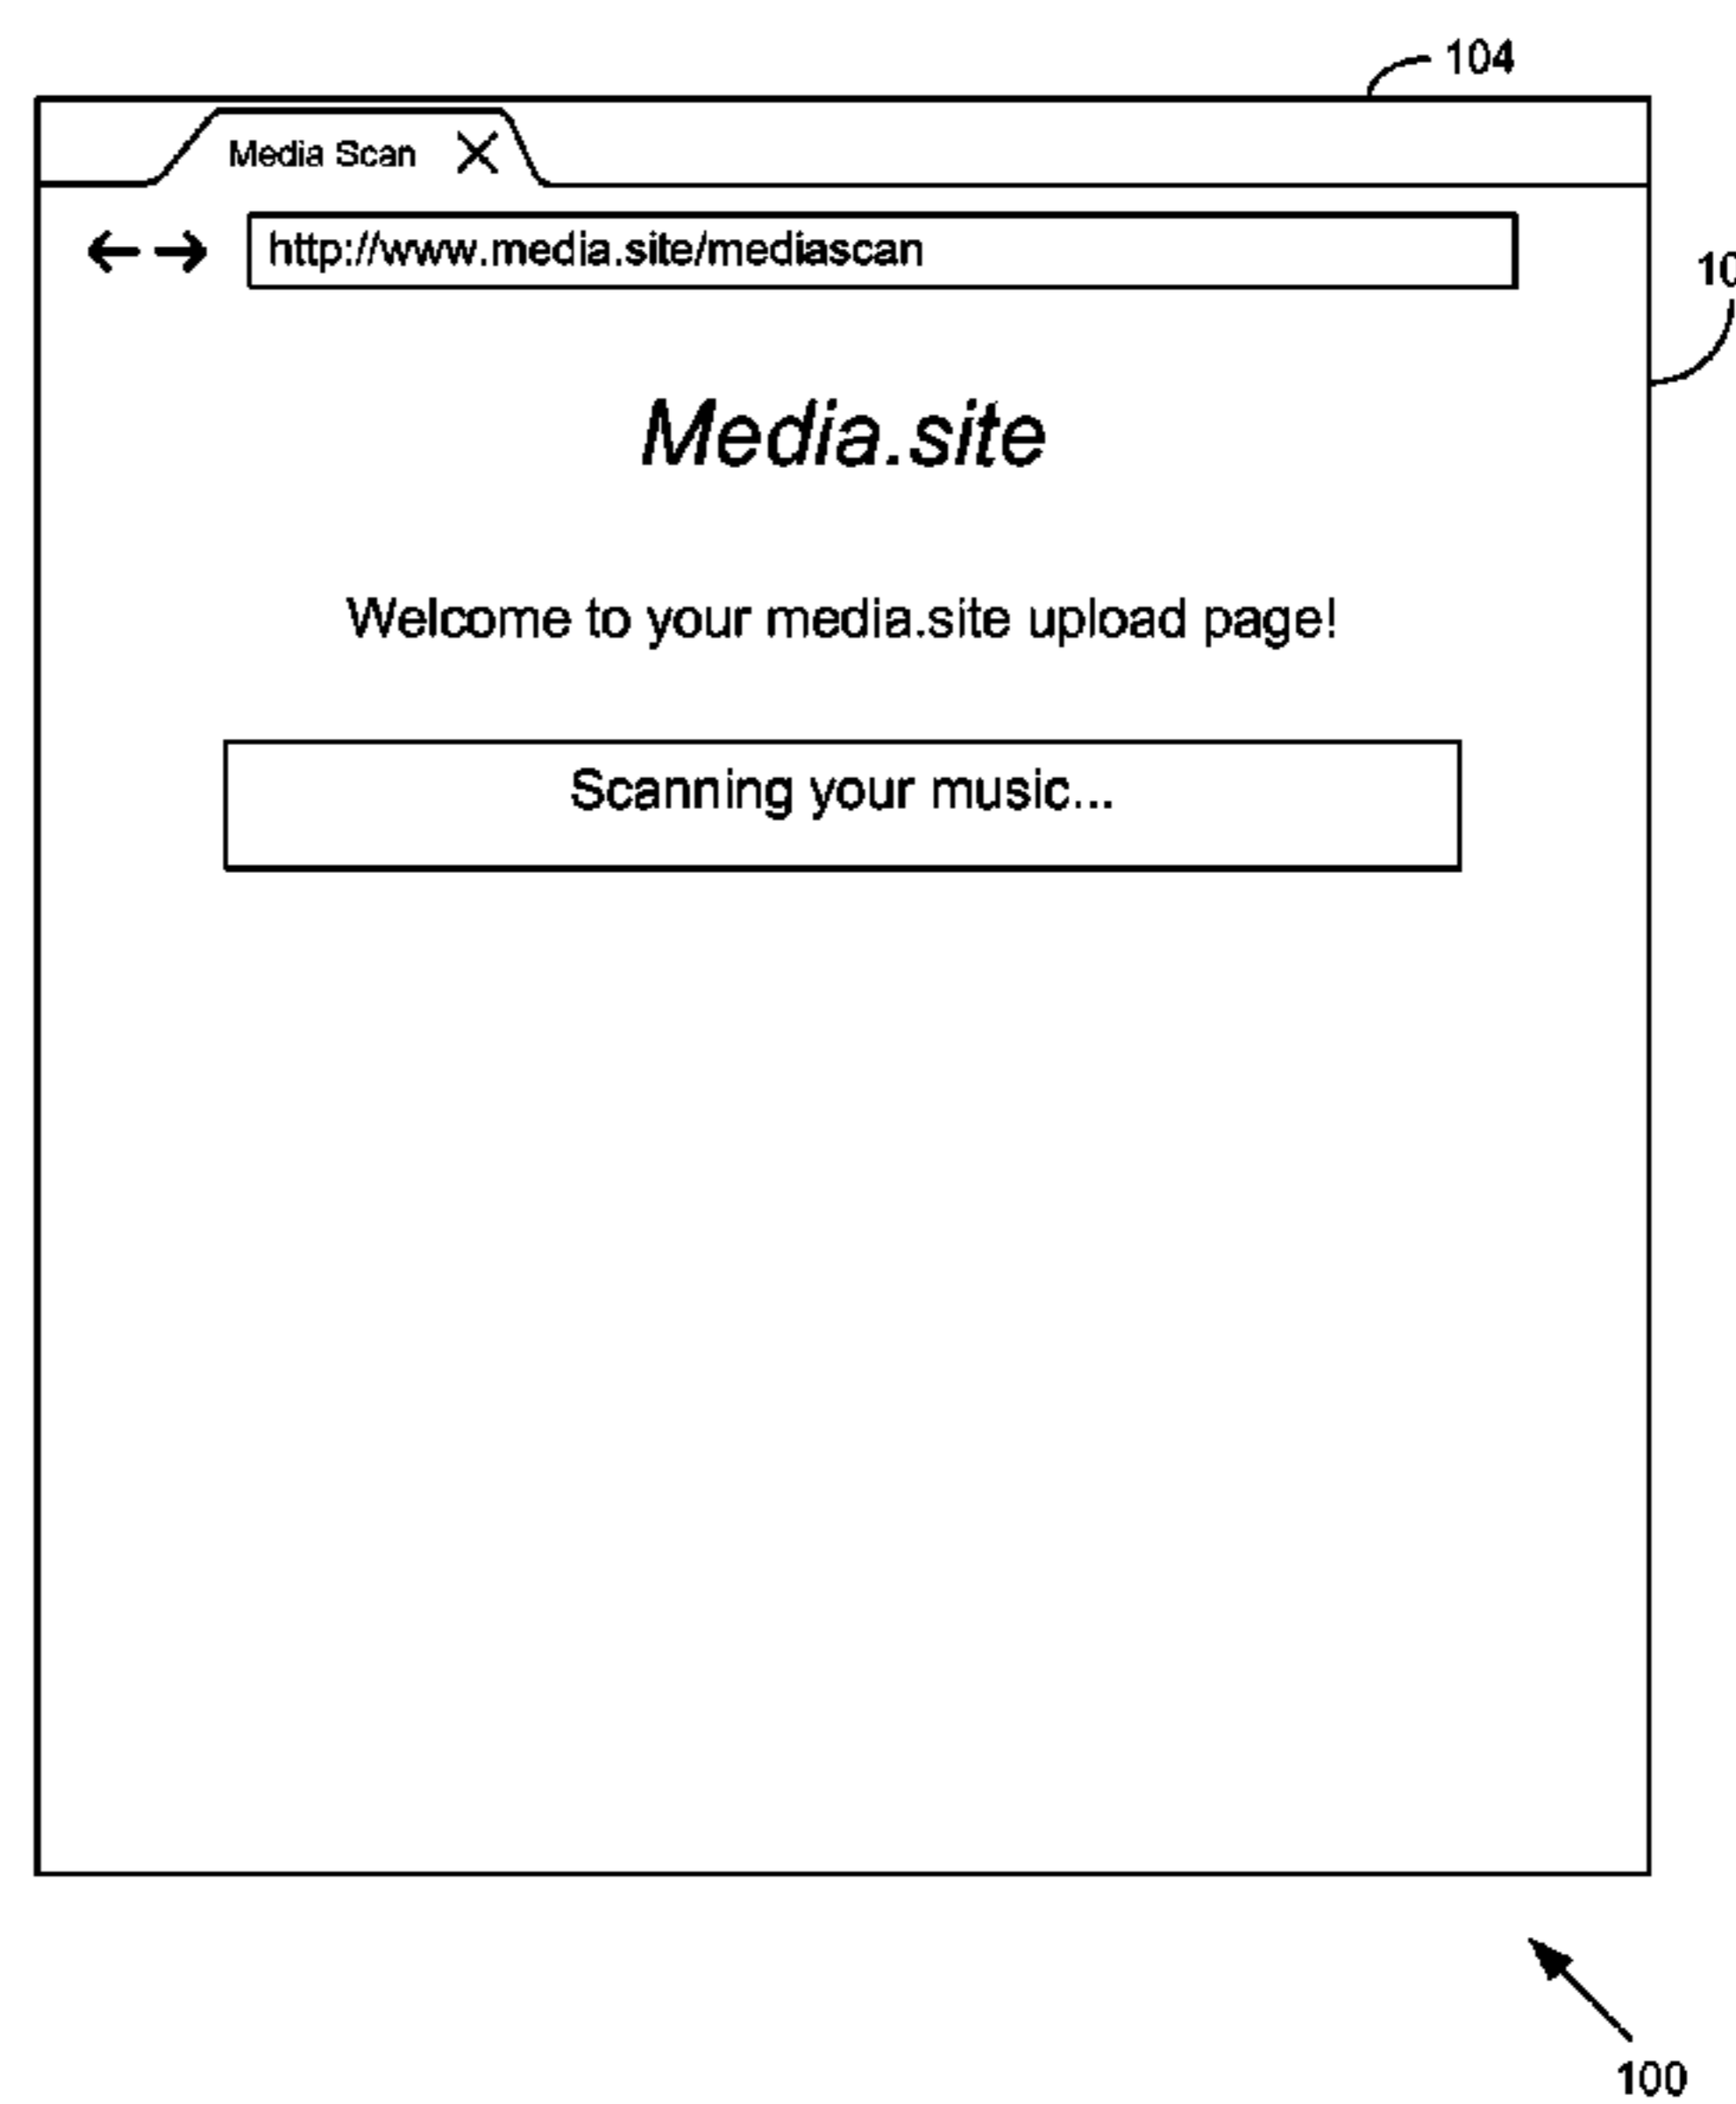 104
Media Scan
http://www.media.site/mediascan
Media.site
Welcome to your media.site upload page!
Scanning your music...
100